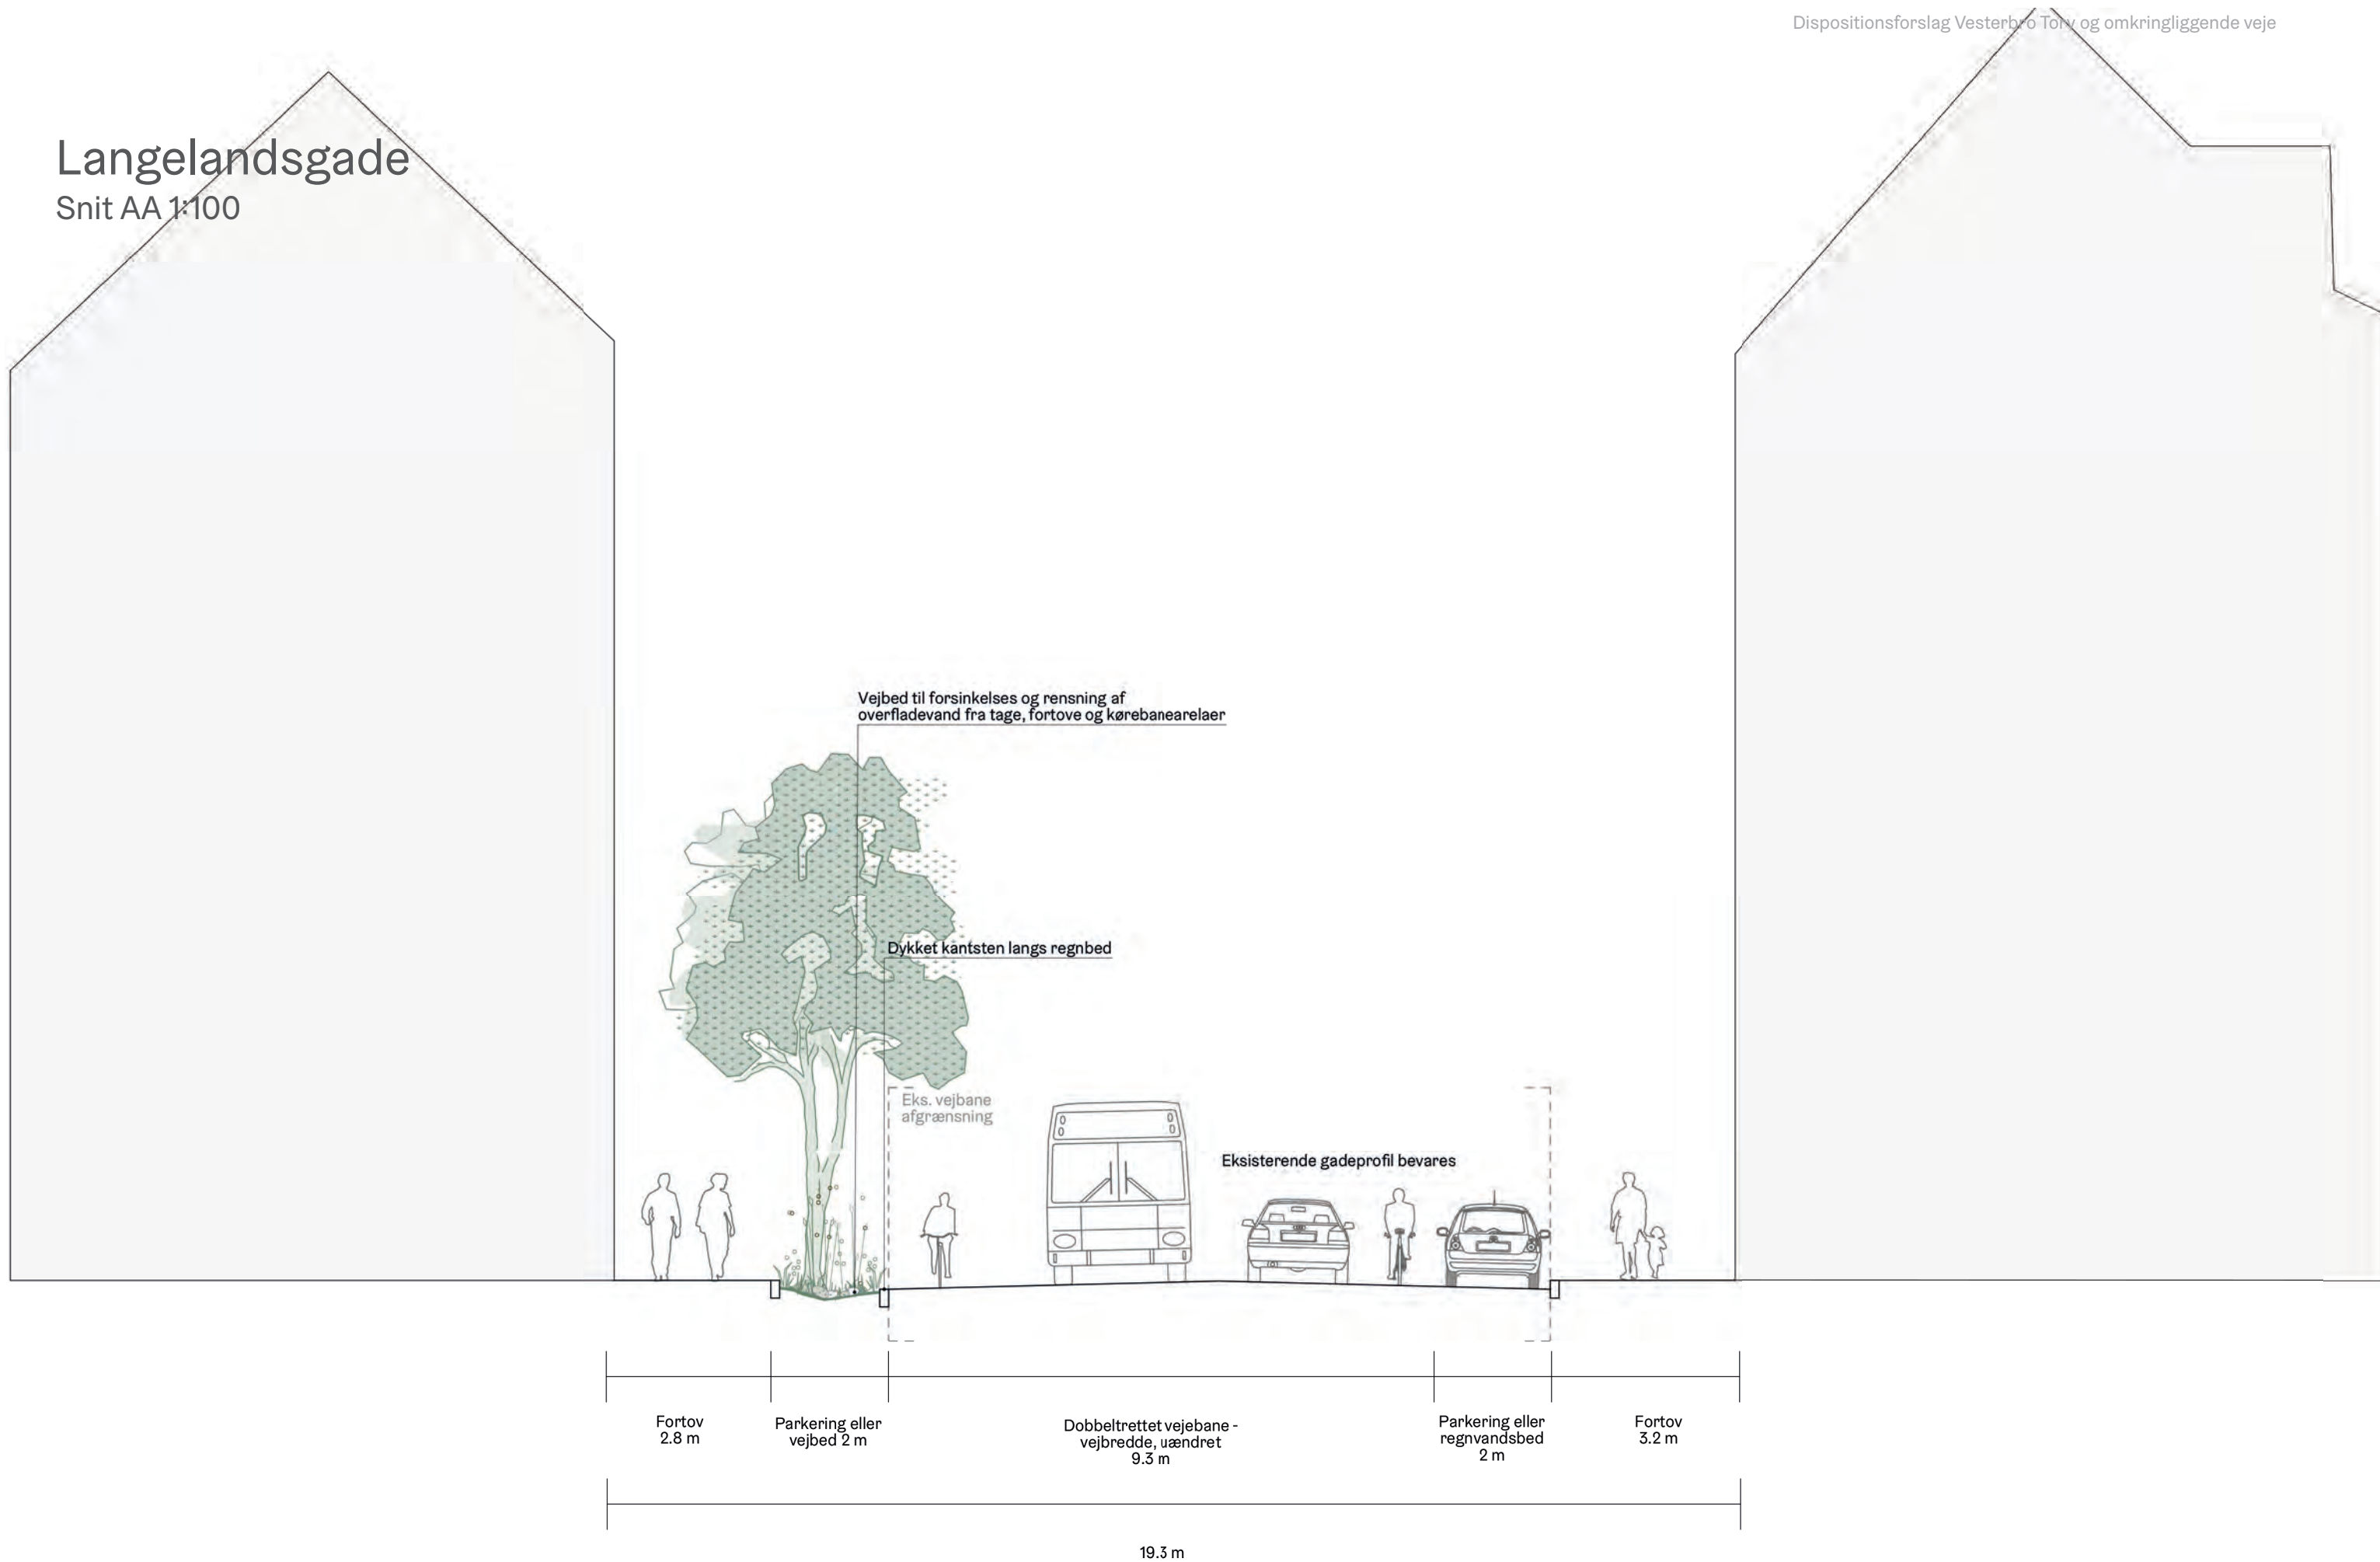 Dispositionsforslag Vesterbro Torv og omkringliggende veje
Langelandsgade
Snit AA 1:100
Vejbed til forsinkelses og rensning af
overfladevand fra tage, fortove og kørebanearelaer
Dykket kantsten langs regnbed
Eks. vejbane
afgrænsning
Eksisterende gadeprofil bevares
Fortov
2.8 m
Parkering eller
vejbed 2 m
Dobbeltrettet vejebane -
vejbredde, uændret
9.3 m
Parkering eller
regnvandsbed
2 m
Fortov
3.2 m
19.3 m